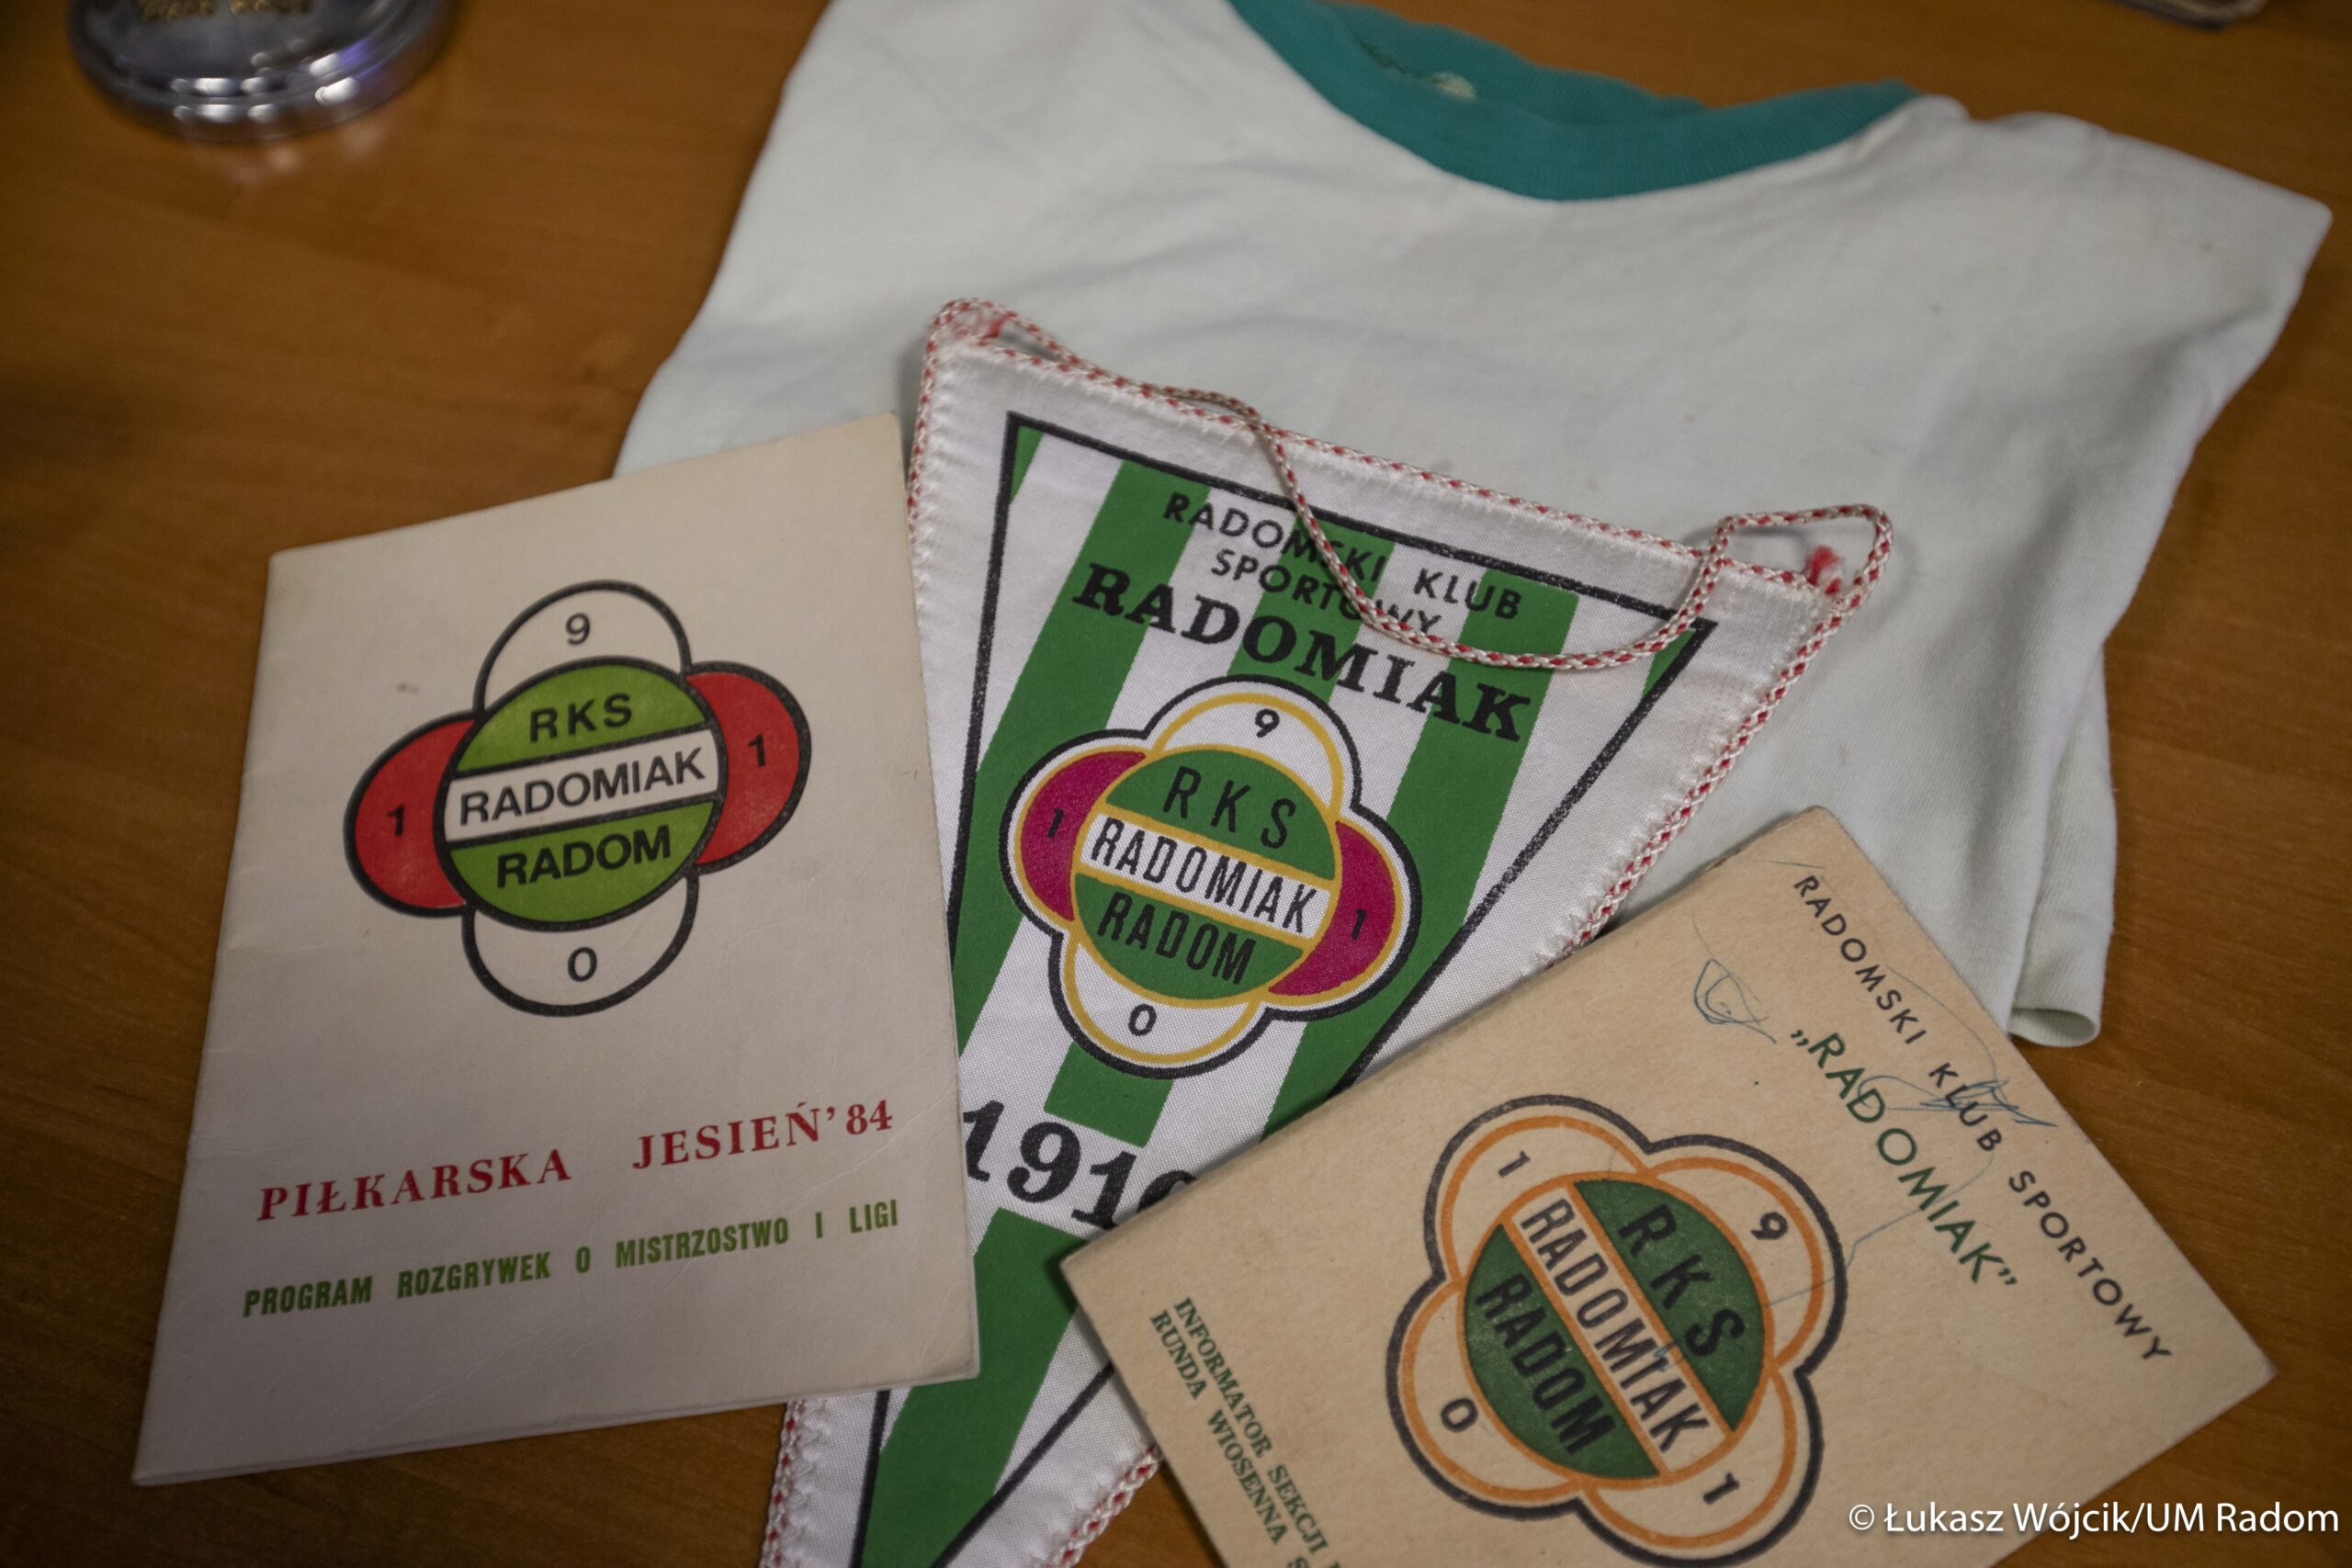 9
RKS
1 RADOMIAK 1
RADOM
0
PIŁKARSKA JESIEŃ'84
PROGRAM ROZGRYWEK O MISTRZOSTWO I LIGI
RADOMSKI KLUB
SPORTOWY
RADOMIAK
9
RKS
1 RADOMIAK 1
RADOM
0
1910
RADOMSKI KLUB SPORTOWY
„RADOMIAK”
1 9
RKS
RADOMIAK
RADOM
0 1
INFORMATOR SEKCJI
RUNDA WIOSENNA
© Łukasz Wójcik/UM Radom